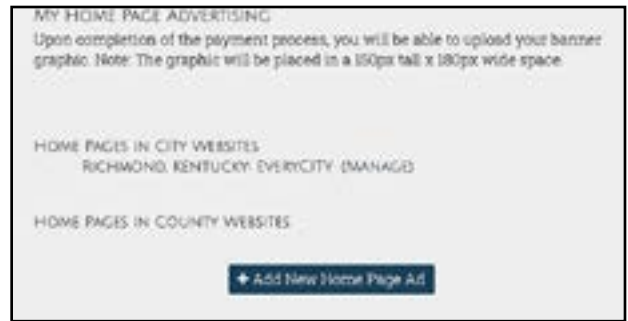 MY HOME PAGE ADVERTISING
Upon completion of the payment process, you will be able to upload your banner
graphic. Note: The graphic will be placed in a 150px tall x 180px wide space.
HOME PAGES IN CITY WEBSITES
RICHMOND, KENTUCKY: EVERYCITY (MANAGE)
HOME PAGES IN COUNTY WEBSITES
+ Add New Home Page Ad